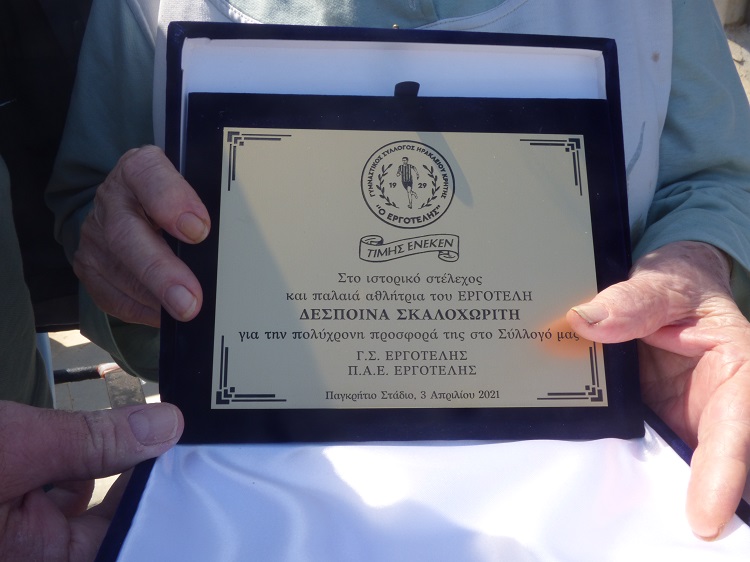 ΓΥΜΝΑΣΤΙΚΟΣ ΣΥΛΛΟΓΟΣ ΗΡΑΚΛΕΙΟΥ ΚΡΗΤΗΣ
19 29
"Ο ΕΡΓΟΤΕΛΗΣ"
ΤΙΜΗΣ ΕΝΕΚΕΝ
Στο ιστορικό στέλεχος
και παλαιά αθλήτρια του ΕΡΓΟΤΕΛΗ
ΔΕΣΠΟΙΝΑ ΣΚΑΛΟΧΩΡΙΤΗ
για την πολύχρονη προσφορά της στο Σύλλογό μας
Γ.Σ. ΕΡΓΟΤΕΛΗΣ
Π.Α.Ε. ΕΡΓΟΤΕΛΗΣ
Παγκρήτιο Στάδιο, 3 Απριλίου 2021